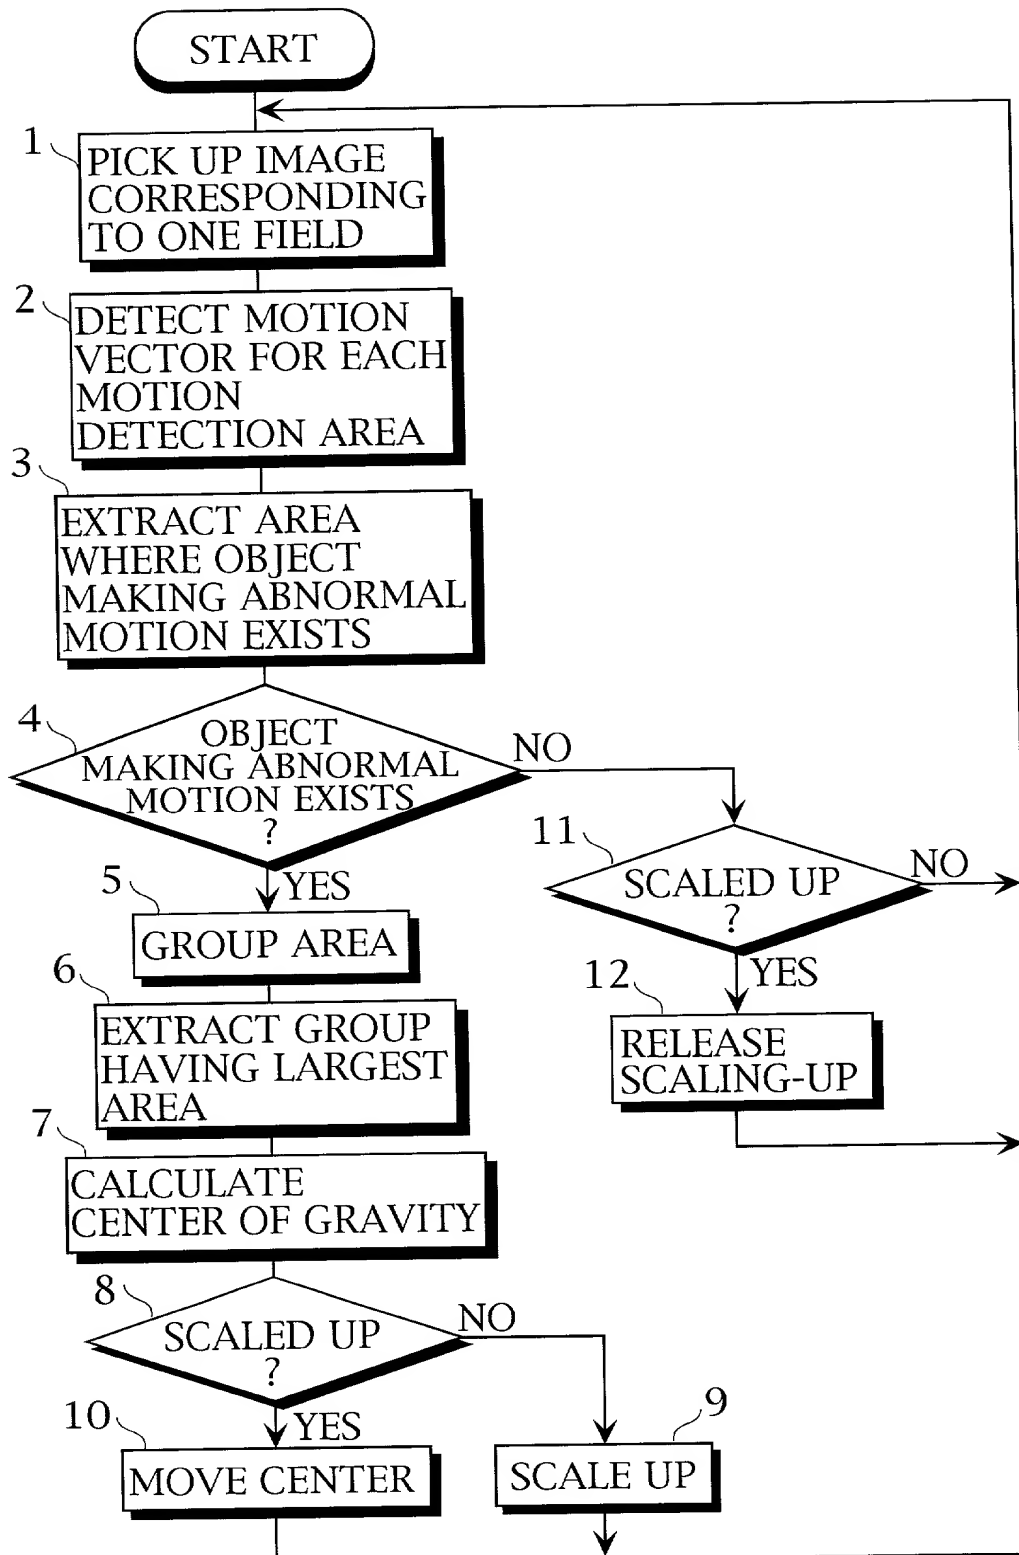 START
1
PICK UP IMAGE
CORRESPONDING
TO ONE FIELD
2
DETECT MOTION
VECTOR FOR EACH
MOTION
DETECTION AREA
3
EXTRACT AREA
WHERE OBJECT
MAKING ABNORMAL
MOTION EXISTS
4
OBJECT
MAKING ABNORMAL
MOTION EXISTS
?
NO
YES
5
GROUP AREA
6
EXTRACT GROUP
HAVING LARGEST
AREA
7
CALCULATE
CENTER OF GRAVITY
8
SCALED UP
?
NO
YES
10
MOVE CENTER
9
SCALE UP
11
SCALED UP
?
NO
YES
12
RELEASE
SCALING-UP